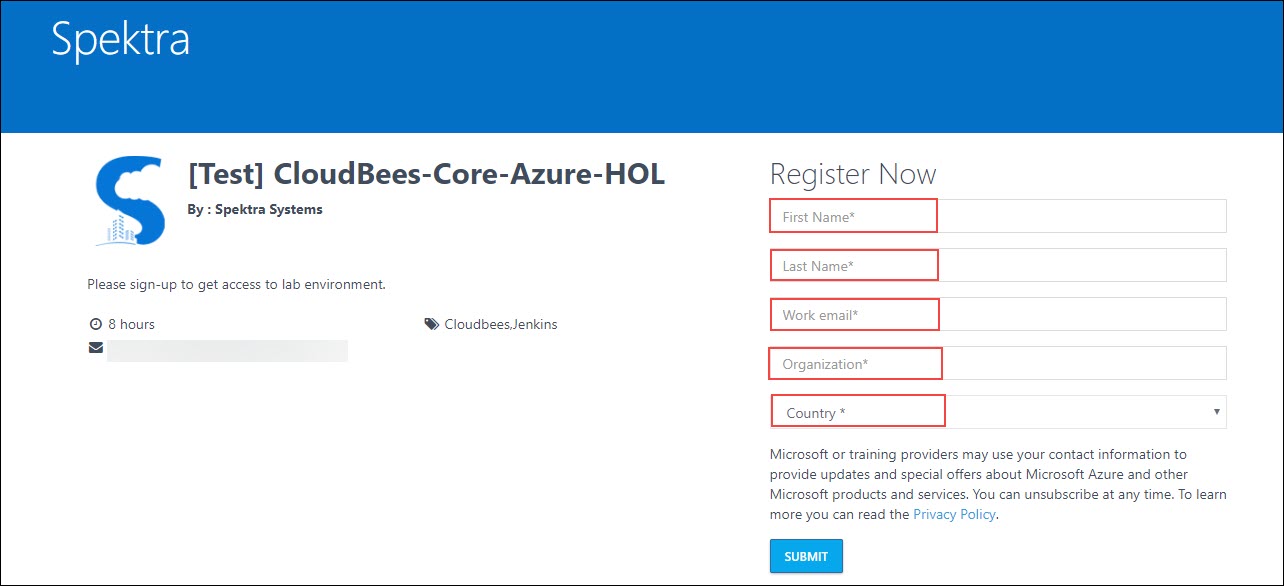 Spektra
[Test] CloudBees-Core-Azure-HOL
By : Spektra Systems
Please sign-up to get access to lab environment.
8 hours
Cloudbees,Jenkins
Register Now
First Name*
Last Name*
Work email*
Organization*
Country *
Microsoft or training providers may use your contact information to
provide updates and special offers about Microsoft Azure and other
Microsoft products and services. You can unsubscribe at any time. To learn
more you can read the Privacy Policy.
SUBMIT